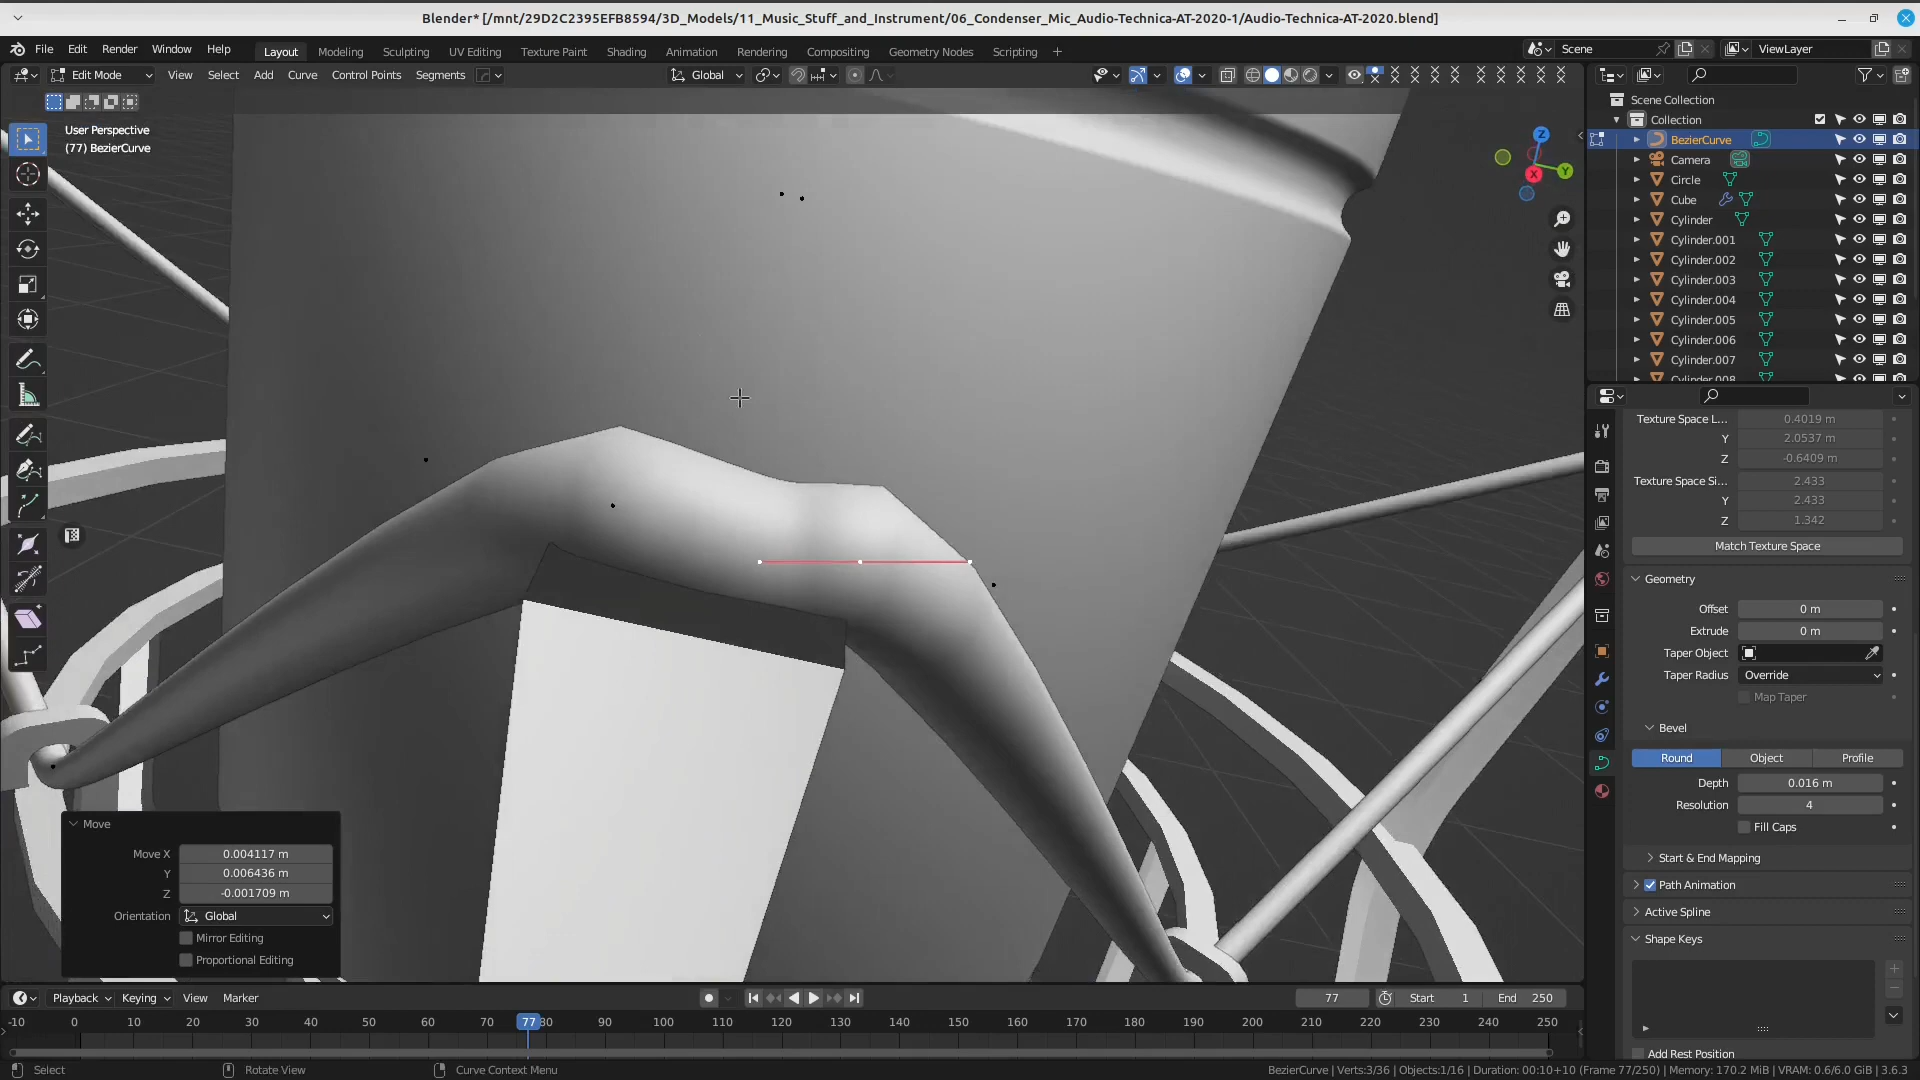 Blender* [/mnt/29D2C2395EFB8594/3D_Models/11_Music_Stuff_and_Instrument/06_Condenser_Mic_Audio-Technica-AT-2020-1/Audio-Technica-AT-2020.blend]
File Edit Render Window Help Layout Modeling Sculpting UV Editing Texture Paint Shading Animation Rendering Compositing Geometry Nodes Scripting + Scene ViewLayer
Edit Mode View Select Add Curve Control Points Segments Global
User Perspective
(77) BezierCurve
Z
Y
X
Scene Collection
Collection
BezierCurve
Camera
Circle
Cube
Cylinder
Cylinder.001
Cylinder.002
Cylinder.003
Cylinder.004
Cylinder.005
Cylinder.006
Cylinder.007
Cylinder.008
Texture Space L... 0.4019 m
Y 2.0537 m
Z -0.6409 m
Texture Space Si... 2.433
Y 2.433
Z 1.342
Match Texture Space
Geometry
Offset 0 m
Extrude 0 m
Taper Object
Taper Radius Override
Map Taper
Bevel
Round Object Profile
Depth 0.016 m
Resolution 4
Fill Caps
Start & End Mapping
Path Animation
Active Spline
Shape Keys
Add Rest Position
Move
Move X 0.004117 m
Y 0.006436 m
Z -0.001709 m
Orientation Global
Mirror Editing
Proportional Editing
Playback Keying View Marker 77 Start 1 End 250
-10 0 10 20 30 40 50 60 70 77 80 90 100 110 120 130 140 150 160 170 180 190 200 210 220 230 240 250
Select Rotate View Curve Context Menu BezierCurve | Verts:3/36 | Objects:1/16 | Duration: 00:10+10 (Frame 77/250) | Memory: 170.2 MiB | VRAM: 0.6/6.0 GiB | 3.6.3